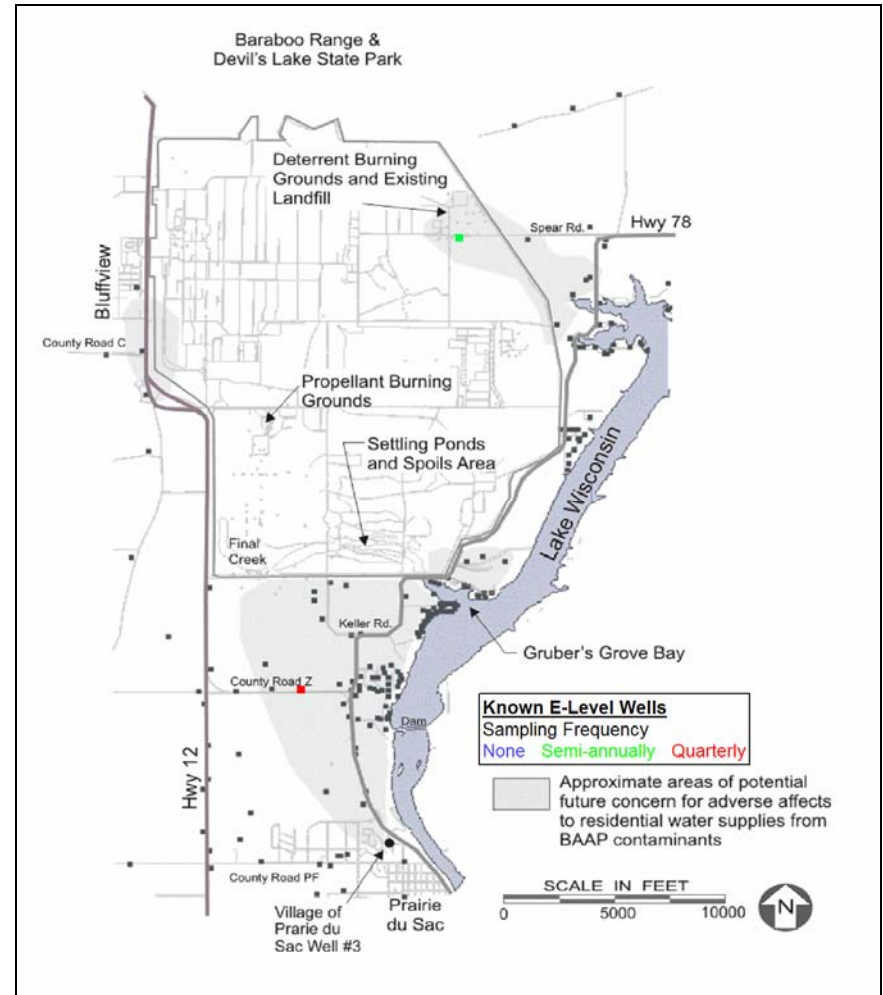 Baraboo Range &
Devil's Lake State Park
Deterrent Burning
Grounds and Existing
Landfill
Spear Rd.
Hwy 78
Bluffview
County Road C
Propellant Burning
Grounds
Settling Ponds
and Spoils Area
Lake Wisconsin
Final
Creek
Keller Rd.
Gruber's Grove Bay
County Road Z
Dam
Hwy 12
Known E-Level Wells
Sampling Frequency
None Semi-annually Quarterly
Approximate areas of potential
future concern for adverse affects
to residential water supplies from
BAAP contaminants
County Road PF
Village of
Prarie du
Sac Well #3
Prairie
du Sac
SCALE IN FEET
0 5000 10000
N